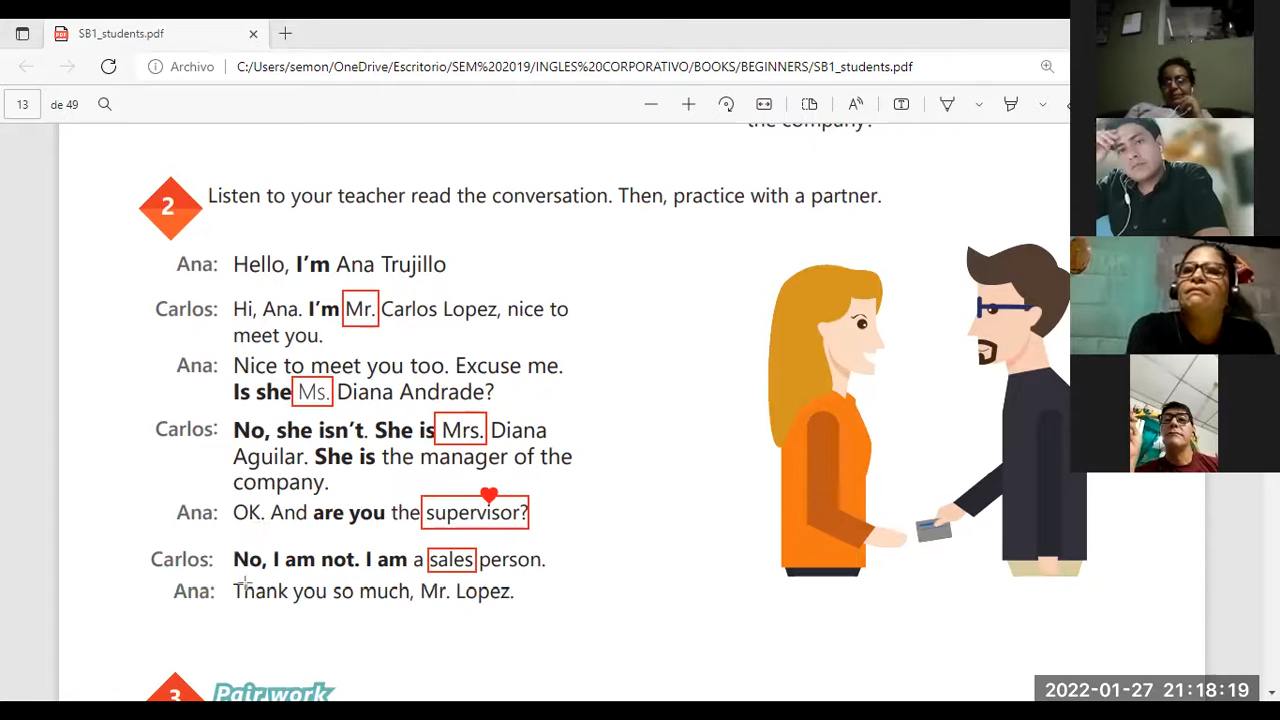 SB1_students.pdf
Archivo
C:/Users/semon/OneDrive/Escritorio/SEM%202019/INGLES%20CORPORATIVO/BOOKS/BEGINNERS/SB1_students.pdf
13 de 49
the company?
2 Listen to your teacher read the conversation. Then, practice with a partner.
Ana: Hello, I'm Ana Trujillo
Carlos: Hi, Ana. I'm Mr. Carlos Lopez, nice to
meet you.
Ana: Nice to meet you too. Excuse me.
Is she Ms. Diana Andrade?
Carlos: No, she isn't. She is Mrs. Diana
Aguilar. She is the manager of the
company.
Ana: OK. And are you the supervisor?
Carlos: No, I am not. I am a sales person.
Ana: Thank you so much, Mr. Lopez.
3 Pair work
2022-01-27 21:18:19